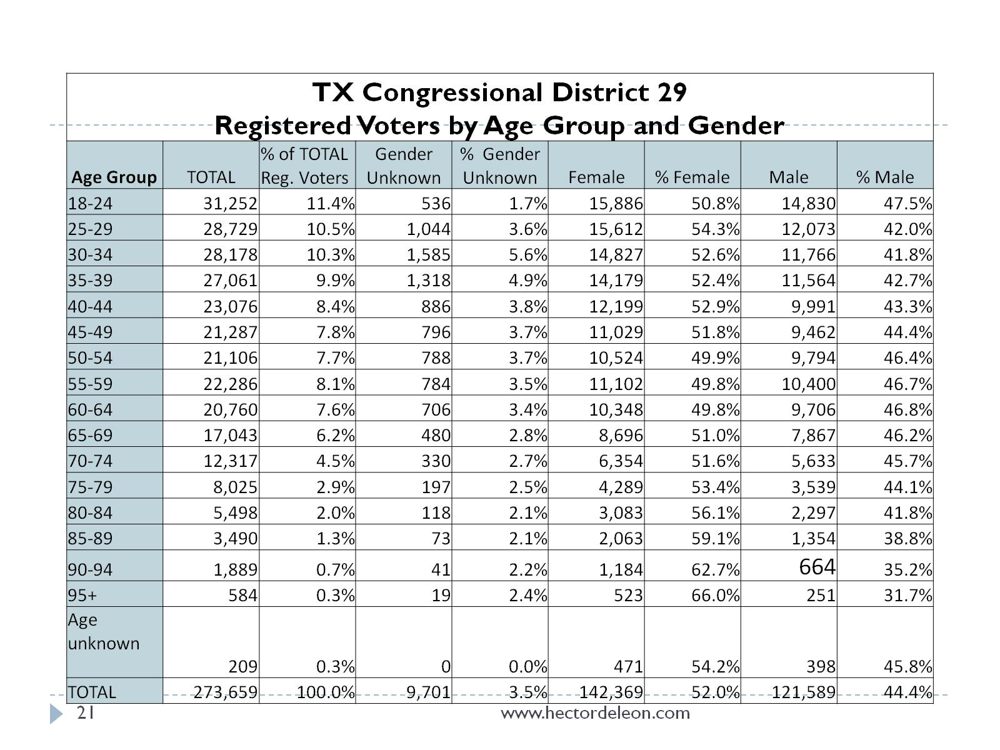 TX Congressional District 29
Registered Voters by Age Group and Gender
Age Group TOTAL % of TOTAL Reg. Voters Gender Unknown % Gender Unknown Female % Female Male % Male
18-24 31,252 11.4% 536 1.7% 15,886 50.8% 14,830 47.5%
25-29 28,729 10.5% 1,044 3.6% 15,612 54.3% 12,073 42.0%
30-34 28,178 10.3% 1,585 5.6% 14,827 52.6% 11,766 41.8%
35-39 27,061 9.9% 1,318 4.9% 14,179 52.4% 11,564 42.7%
40-44 23,076 8.4% 886 3.8% 12,199 52.9% 9,991 43.3%
45-49 21,287 7.8% 796 3.7% 11,029 51.8% 9,462 44.4%
50-54 21,106 7.7% 788 3.7% 10,524 49.9% 9,794 46.4%
55-59 22,286 8.1% 784 3.5% 11,102 49.8% 10,400 46.7%
60-64 20,760 7.6% 706 3.4% 10,348 49.8% 9,706 46.8%
65-69 17,043 6.2% 480 2.8% 8,696 51.0% 7,867 46.2%
70-74 12,317 4.5% 330 2.7% 6,354 51.6% 5,633 45.7%
75-79 8,025 2.9% 197 2.5% 4,289 53.4% 3,539 44.1%
80-84 5,498 2.0% 118 2.1% 3,083 56.1% 2,297 41.8%
85-89 3,490 1.3% 73 2.1% 2,063 59.1% 1,354 38.8%
90-94 1,889 0.7% 41 2.2% 1,184 62.7% 664 35.2%
95+ 584 0.3% 19 2.4% 523 66.0% 251 31.7%
Age unknown 209 0.3% 0 0.0% 471 54.2% 398 45.8%
TOTAL 273,659 100.0% 9,701 3.5% 142,369 52.0% 121,589 44.4%
21 www.hectordeleon.com